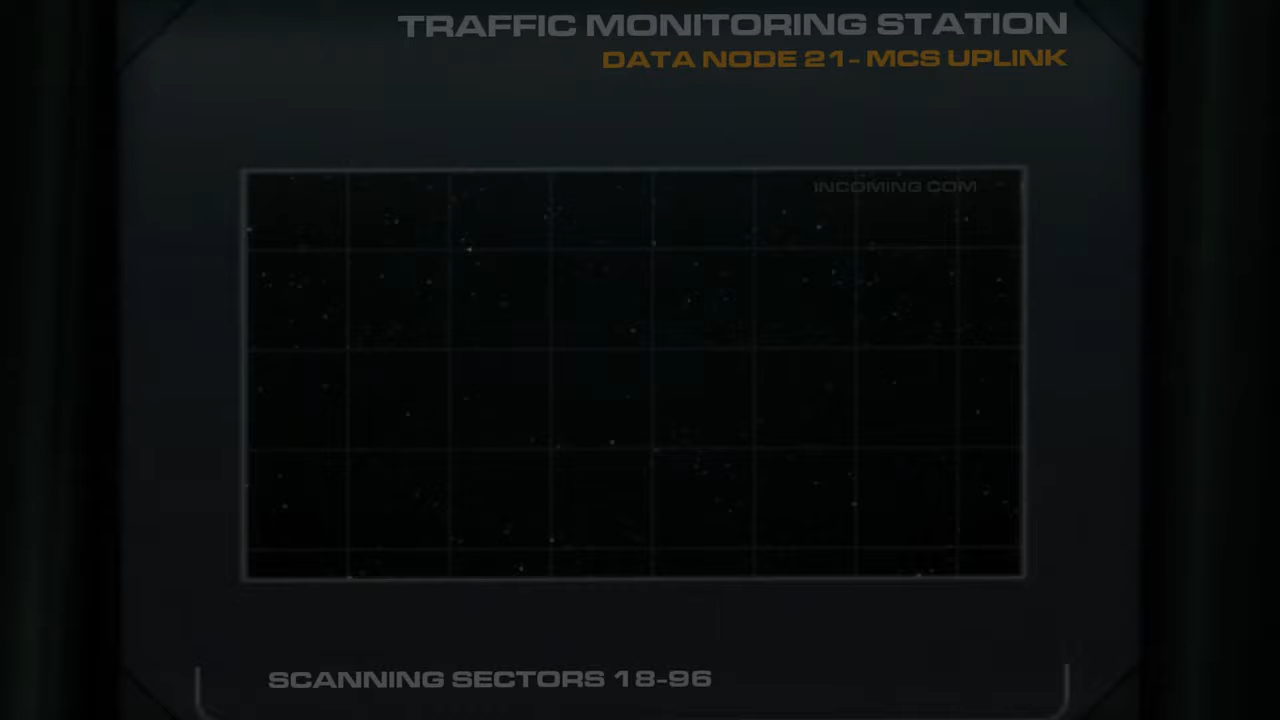 TRAFFIC MONITORING STATION
DATA NODE 21- MCS UPLINK
INCOMING COM
SCANNING SECTORS 18-96